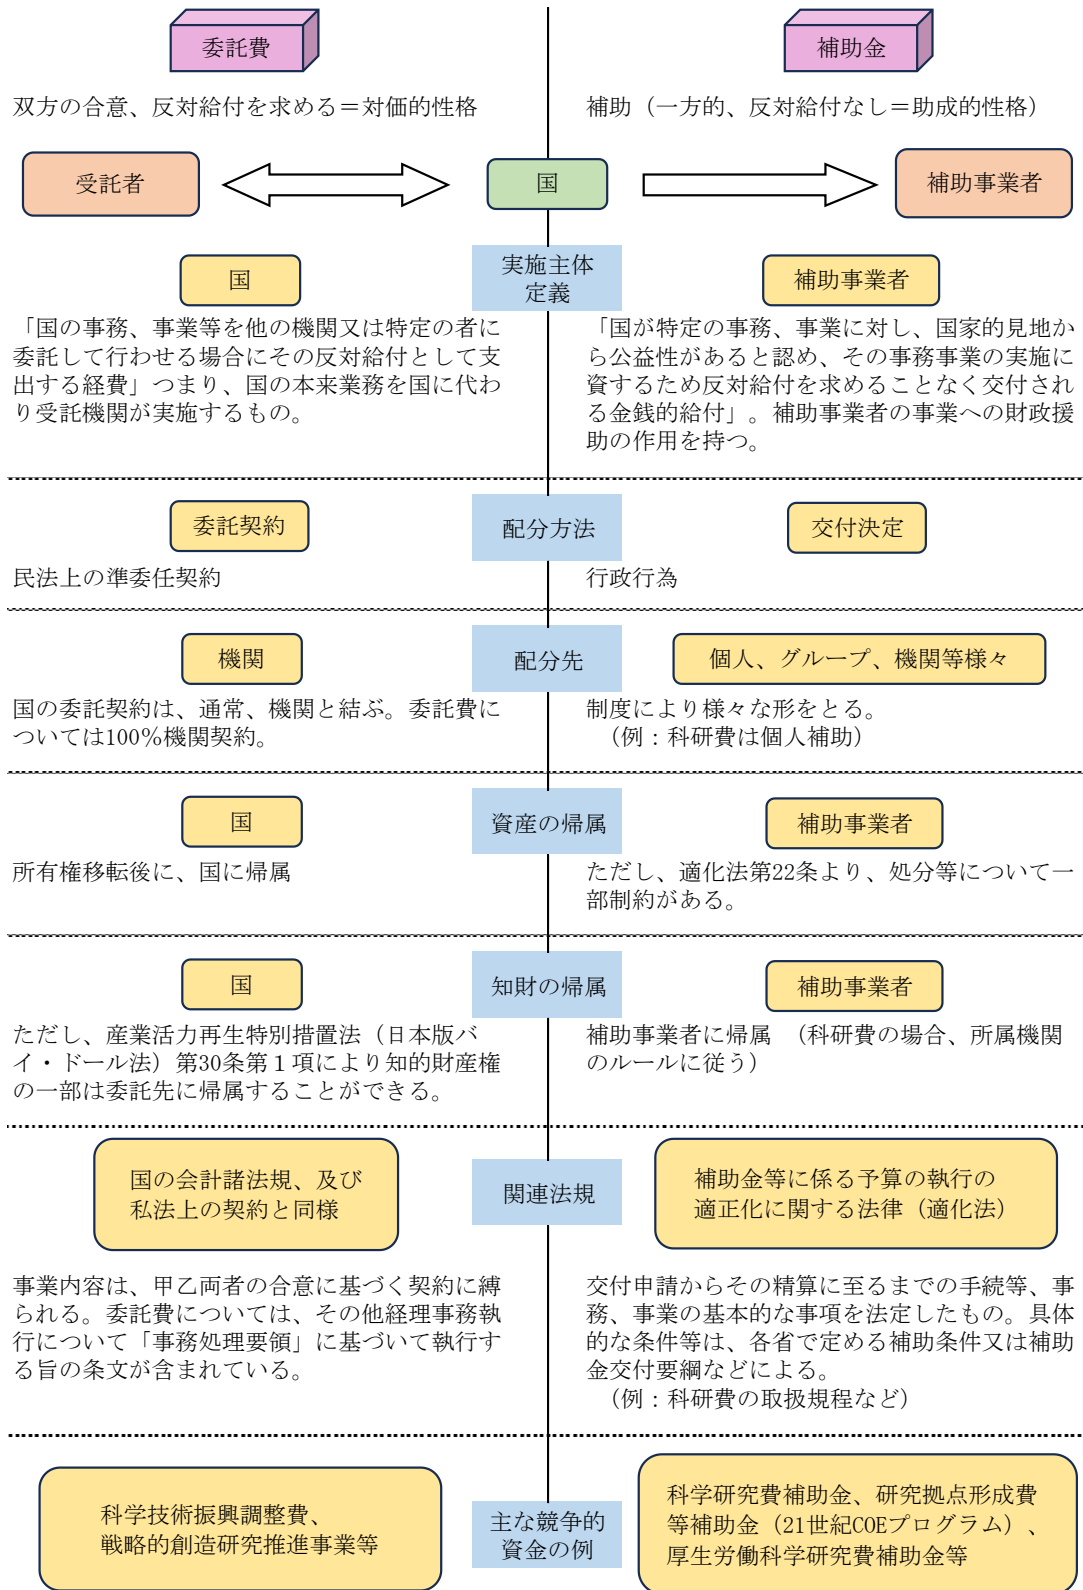 委託費
補助金
双方の合意、反対給付を求める＝対価的性格
補助（一方的、反対給付なし＝助成的性格）
受託者
国
補助事業者
国
実施主体
定義
補助事業者
「国の事務、事業等を他の機関又は特定の者に
委託して行わせる場合にその反対給付として支
出する経費」つまり、国の本来業務を国に代わ
り受託機関が実施するもの。
「国が特定の事務、事業に対し、国家的見地か
ら公益性があると認め、その事務事業の実施に
資するため反対給付を求めることなく交付され
る金銭的給付」。補助事業者の事業への財政援
助の作用を持つ。
委託契約
配分方法
交付決定
民法上の準委任契約
行政行為
機関
配分先
個人、グループ、機関等様々
国の委託契約は、通常、機関と結ぶ。委託費に
ついては100％機関契約。
制度により様々な形をとる。
（例：科研費は個人補助）
国
資産の帰属
補助事業者
所有権移転後に、国に帰属
ただし、適化法第22条より、処分等について一
部制約がある。
国
知財の帰属
補助事業者
ただし、産業活力再生特別措置法（日本版バ
イ・ドール法）第30条第１項により知的財産権
の一部は委託先に帰属することができる。
補助事業者に帰属　（科研費の場合、所属機関
のルールに従う）
国の会計諸法規、及び
私法上の契約と同様
関連法規
補助金等に係る予算の執行の
適正化に関する法律（適化法）
事業内容は、甲乙両者の合意に基づく契約に縛
られる。委託費については、その他経理事務執
行について「事務処理要領」に基づいて執行す
る旨の条文が含まれている。
交付申請からその精算に至るまでの手続等、事
務、事業の基本的な事項を法定したもの。具体
的な条件等は、各省で定める補助条件又は補助
金交付要綱などによる。
（例：科研費の取扱規程など）
科学技術振興調整費、
戦略的創造研究推進事業等
主な競争的
資金の例
科学研究費補助金、研究拠点形成費
等補助金（21世紀COEプログラム）、
厚生労働科学研究費補助金等